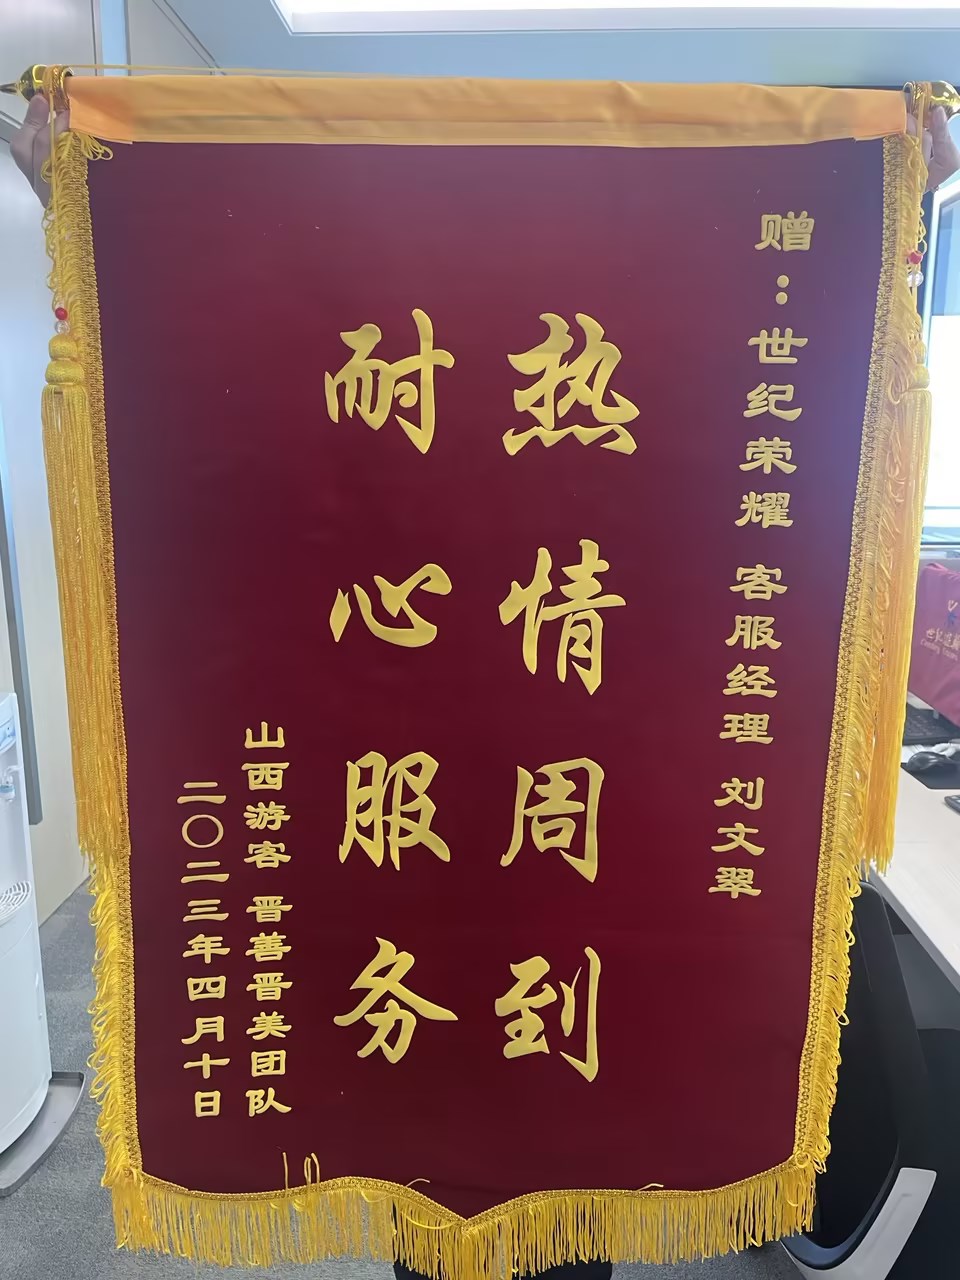 赠：世纪荣耀 客服经理 刘文翠
热情周到
耐心服务
山西游客 晋善晋美团队
二〇二三年四月十日